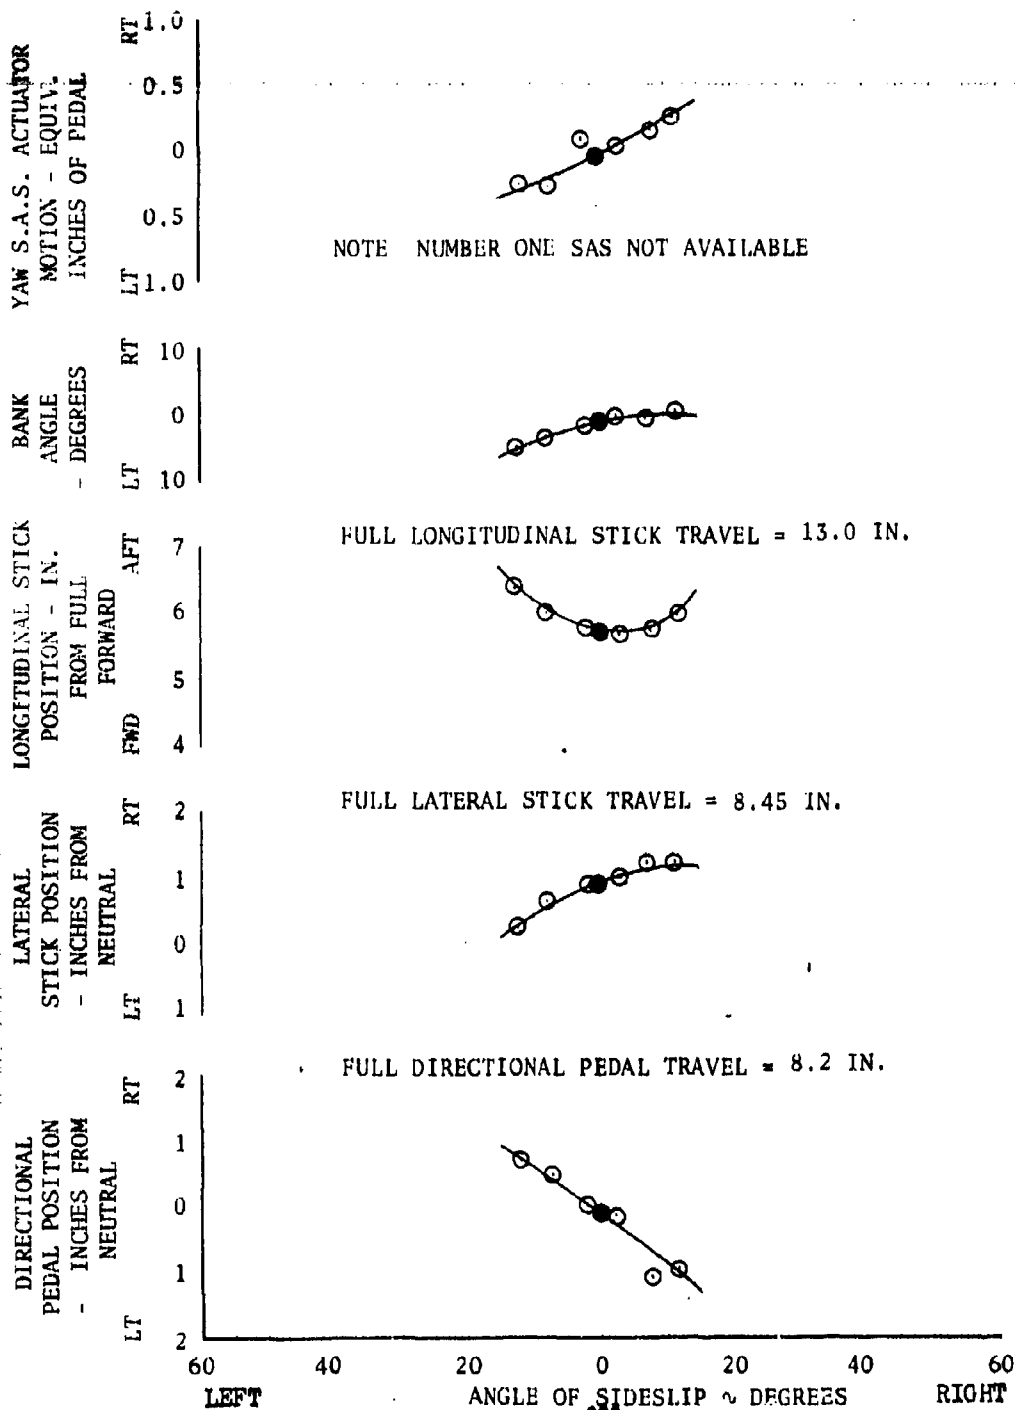 YAW S.A.S. ACTUATOR
MOTION - EQUIV.
INCHES OF PEDAL
LT RT
1.0
0.5
0
0.5
1.0
NOTE NUMBER ONE SAS NOT AVAILABLE
BANK
ANGLE
- DEGREES
LT RT
10
0
10
LONGITUDINAL STICK
POSITION - IN.
FROM FULL
FORWARD
FWD AFT
7
6
5
4
FULL LONGITUDINAL STICK TRAVEL = 13.0 IN.
LATERAL
STICK POSITION
- INCHES FROM
NEUTRAL
LT RT
2
1
0
1
FULL LATERAL STICK TRAVEL = 8.45 IN.
DIRECTIONAL
PEDAL POSITION
- INCHES FROM
NEUTRAL
LT RT
2
1
0
1
2
FULL DIRECTIONAL PEDAL TRAVEL = 8.2 IN.
60 40 20 0 20 40 60
LEFT ANGLE OF SIDESLIP ~ DEGREES RIGHT